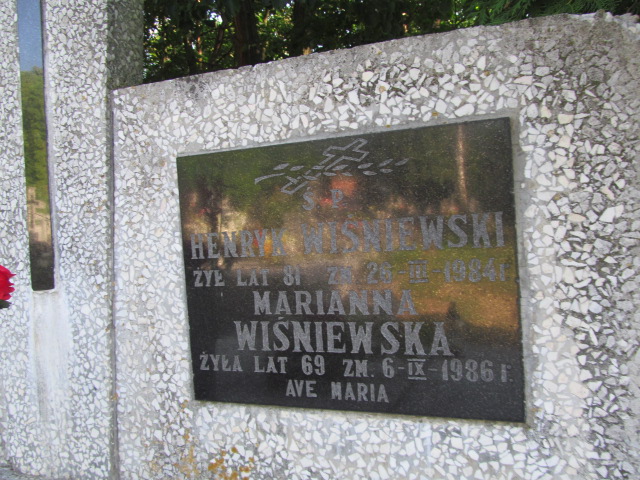 Ś. P.
HENRYK WIŚNIEWSKI
ŻYŁ LAT 81 ZM. 26-III-1984 r.
MARIANNA
WIŚNIEWSKA
ŻYŁA LAT 69 ZM. 6-IX-1986 r.
AVE MARIA